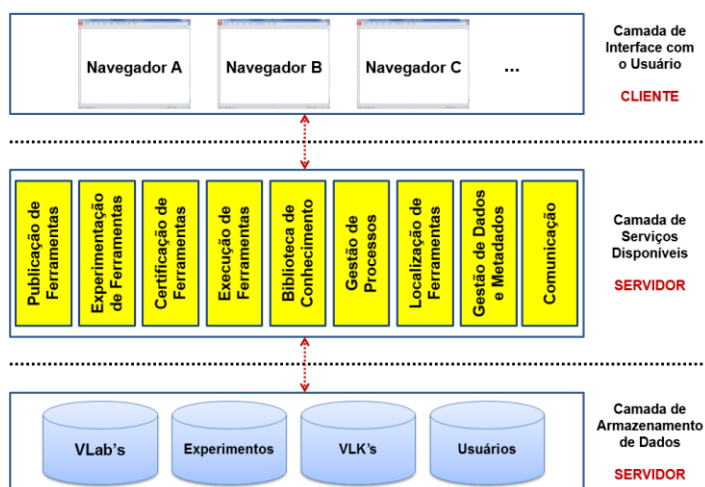 Navegador A
Navegador B
Navegador C
...
Camada de
Interface com
o Usuário
CLIENTE
Publicação de
Ferramentas
Experimentação
de Ferramentas
Certificação de
Ferramentas
Execução de
Ferramentas
Biblioteca de
Conhecimento
Gestão de
Processos
Localização de
Ferramentas
Gestão de Dados
e Metadados
Comunicação
Camada de
Serviços
Disponíveis
SERVIDOR
VLab's
Experimentos
VLK's
Usuários
Camada de
Armazenamento
de Dados
SERVIDOR